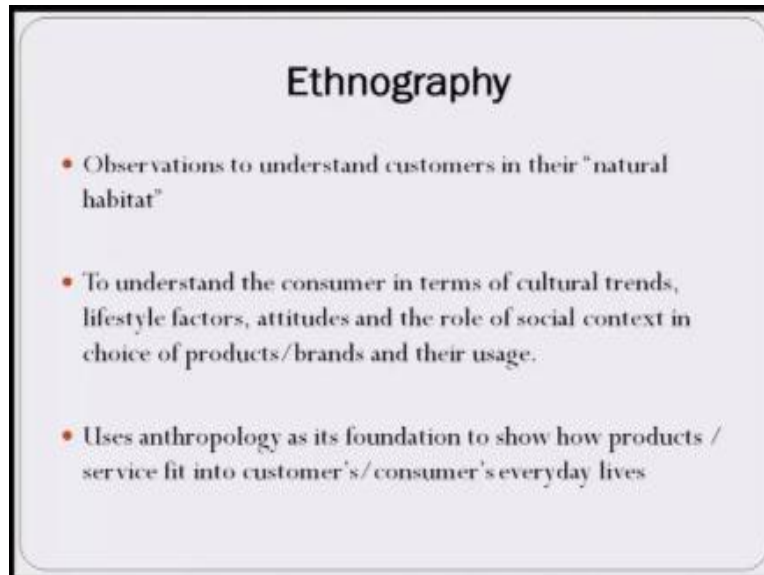 Ethnography
• Observations to understand customers in their "natural
habitat"
• To understand the consumer in terms of cultural trends,
lifestyle factors, attitudes and the role of social context in
choice of products/brands and their usage.
• Uses anthropology as its foundation to show how products /
service fit into customer's/consumer's everyday lives